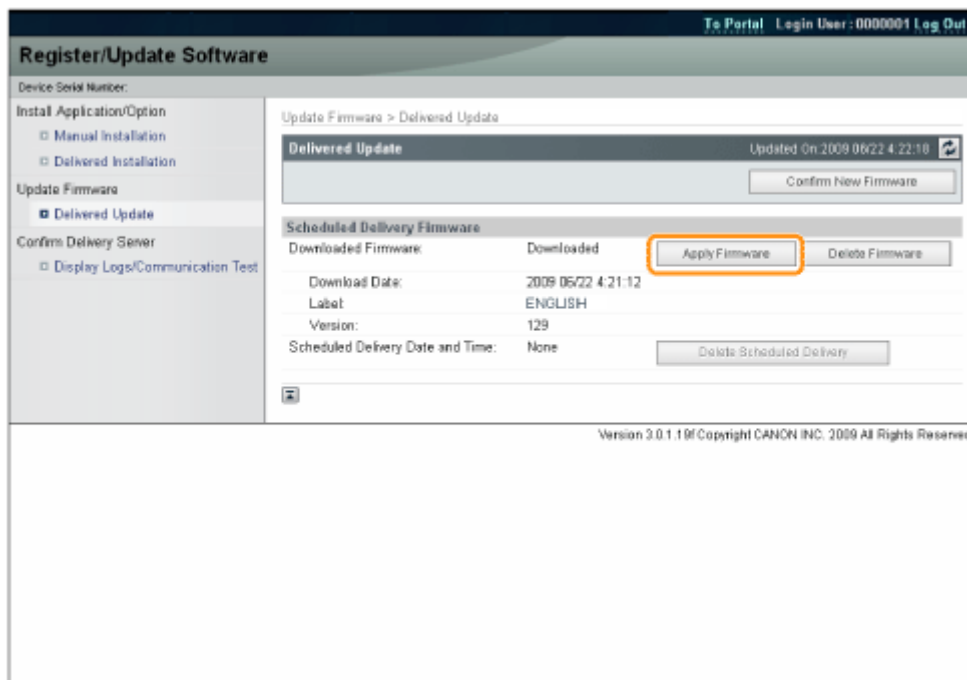 To Portal Login User : 0000001 Log Out
Register/Update Software
Device Serial Number:
Install Application/Option
Manual Installation
Delivered Installation
Update Firmware
Delivered Update
Confirm Delivery Server
Display Logs/Communication Test
Update Firmware > Delivered Update
Delivered Update Updated On:2009 06/22 4:22:18
Confirm New Firmware
Scheduled Delivery Firmware
Downloaded Firmware: Downloaded Apply Firmware Delete Firmware
Download Date: 2009 06/22 4:21:12
Label: ENGLISH
Version: 129
Scheduled Delivery Date and Time: None Delete Scheduled Delivery
Version 3.0.1.19f Copyright CANON INC. 2009 All Rights Reserve